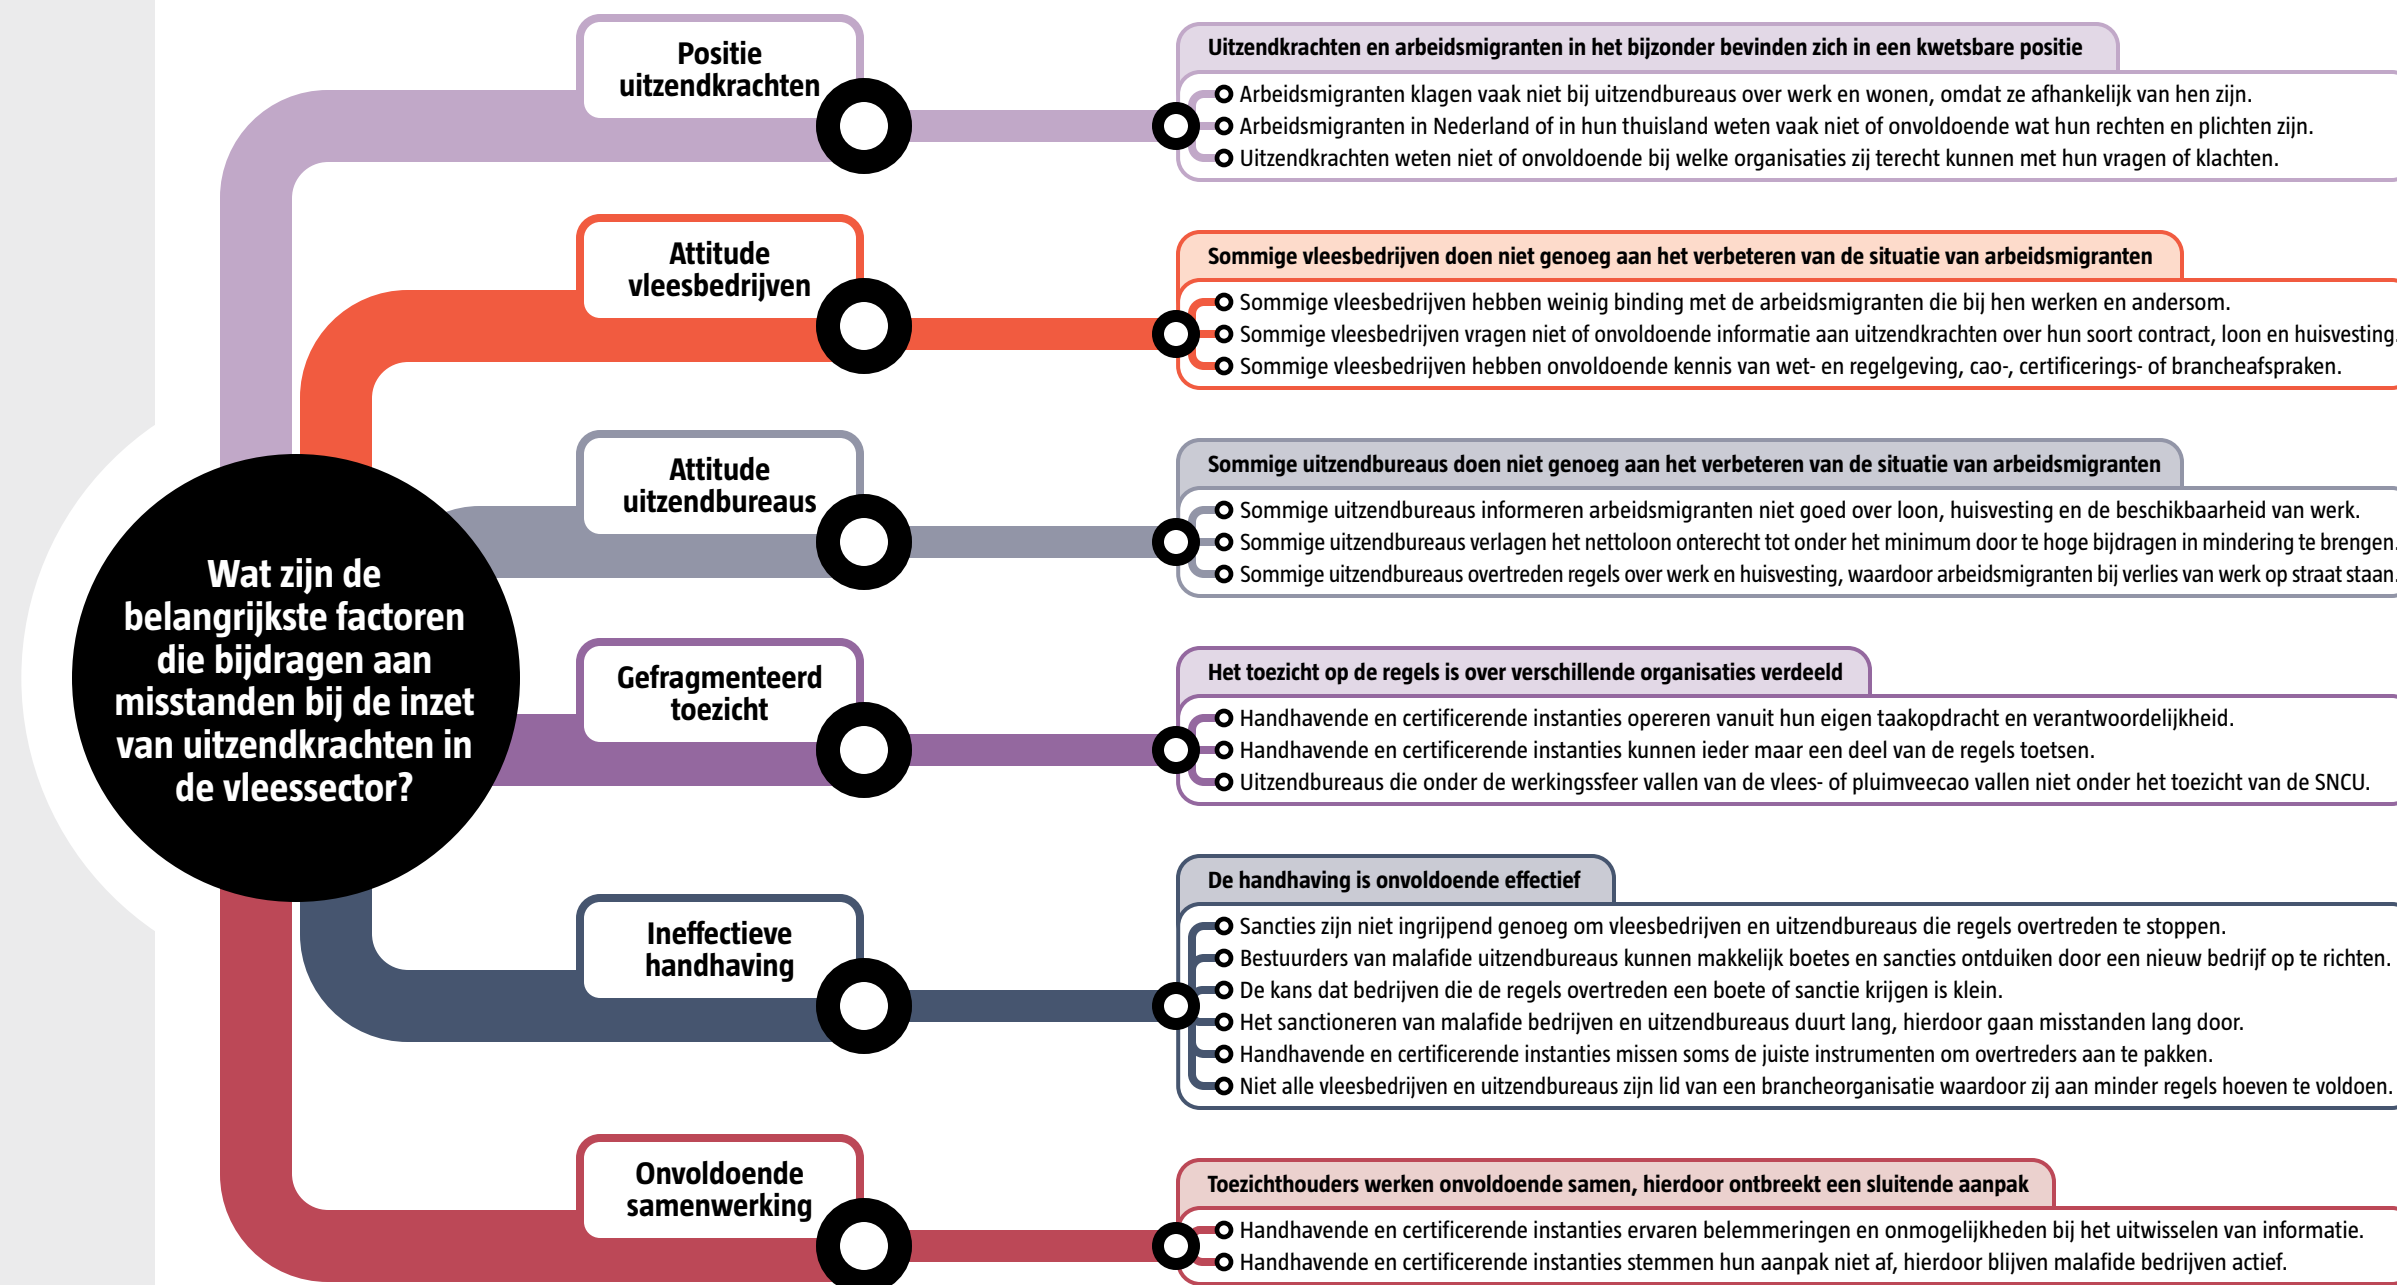 Wat zijn de
belangrijkste factoren
die bijdragen aan
misstanden bij de inzet
van uitzendkrachten in
de vleessector?
Positie
uitzendkrachten
Uitzendkrachten en arbeidsmigranten in het bijzonder bevinden zich in een kwetsbare positie
Arbeidsmigranten klagen vaak niet bij uitzendbureaus over werk en wonen, omdat ze afhankelijk van hen zijn.
Arbeidsmigranten in Nederland of in hun thuisland weten vaak niet of onvoldoende wat hun rechten en plichten zijn.
Uitzendkrachten weten niet of onvoldoende bij welke organisaties zij terecht kunnen met hun vragen of klachten.
Attitude
vleesbedrijven
Sommige vleesbedrijven doen niet genoeg aan het verbeteren van de situatie van arbeidsmigranten
Sommige vleesbedrijven hebben weinig binding met de arbeidsmigranten die bij hen werken en andersom.
Sommige vleesbedrijven vragen niet of onvoldoende informatie aan uitzendkrachten over hun soort contract, loon en huisvesting.
Sommige vleesbedrijven hebben onvoldoende kennis van wet- en regelgeving, cao-, certificerings- of brancheafspraken.
Attitude
uitzendbureaus
Sommige uitzendbureaus doen niet genoeg aan het verbeteren van de situatie van arbeidsmigranten
Sommige uitzendbureaus informeren arbeidsmigranten niet goed over loon, huisvesting en de beschikbaarheid van werk.
Sommige uitzendbureaus verlagen het nettoloon onterecht tot onder het minimum door te hoge bijdragen in mindering te brengen.
Sommige uitzendbureaus overtreden regels over werk en huisvesting, waardoor arbeidsmigranten bij verlies van werk op straat staan.
Gefragmenteerd
toezicht
Het toezicht op de regels is over verschillende organisaties verdeeld
Handhavende en certificerende instanties opereren vanuit hun eigen taakopdracht en verantwoordelijkheid.
Handhavende en certificerende instanties kunnen ieder maar een deel van de regels toetsen.
Uitzendbureaus die onder de werkingssfeer vallen van de vlees- of pluimveecao vallen niet onder het toezicht van de SNCU.
Ineffectieve
handhaving
De handhaving is onvoldoende effectief
Sancties zijn niet ingrijpend genoeg om vleesbedrijven en uitzendbureaus die regels overtreden te stoppen.
Bestuurders van malafide uitzendbureaus kunnen makkelijk boetes en sancties ontduiken door een nieuw bedrijf op te richten.
De kans dat bedrijven die de regels overtreden een boete of sanctie krijgen is klein.
Het sanctioneren van malafide bedrijven en uitzendbureaus duurt lang, hierdoor gaan misstanden lang door.
Handhavende en certificerende instanties missen soms de juiste instrumenten om overtreders aan te pakken.
Niet alle vleesbedrijven en uitzendbureaus zijn lid van een brancheorganisatie waardoor zij aan minder regels hoeven te voldoen.
Onvoldoende
samenwerking
Toezichthouders werken onvoldoende samen, hierdoor ontbreekt een sluitende aanpak
Handhavende en certificerende instanties ervaren belemmeringen en onmogelijkheden bij het uitwisselen van informatie.
Handhavende en certificerende instanties stemmen hun aanpak niet af, hierdoor blijven malafide bedrijven actief.